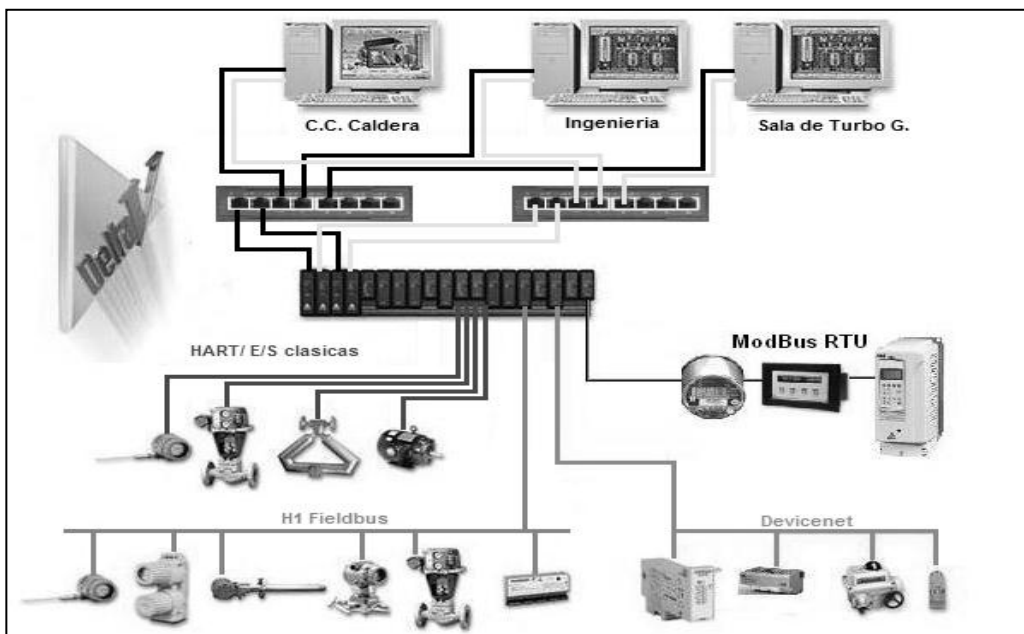 C.C. Caldera
Ingenieria
Sala de Turbo G.
DeltaV
HART/ E/S clasicas
ModBus RTU
H1 Fieldbus
Devicenet